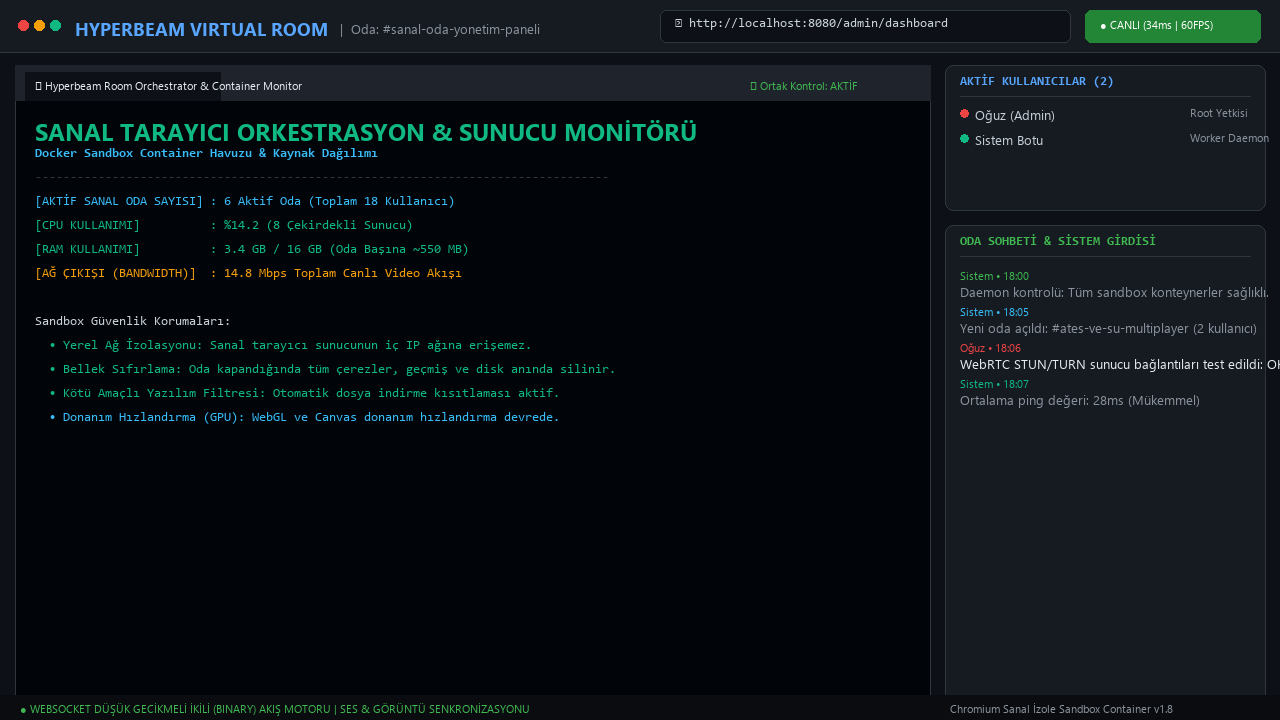 HYPERBEAM VIRTUAL ROOM | Oda: #sanal-oda-yonetim-paneli
http://localhost:8080/admin/dashboard
● CANLI (34ms | 60FPS)
Hyperbeam Room Orchestrator & Container Monitor
Ortak Kontrol: AKTİF
SANAL TARAYICI ORKESTRASYON & SUNUCU MONİTÖRÜ
Docker Sandbox Container Havuzu & Kaynak Dağılımı
----------------------------------------------------------------------------------
[AKTİF SANAL ODA SAYISI] : 6 Aktif Oda (Toplam 18 Kullanıcı)
[CPU KULLANIMI]          : %14.2 (8 Çekirdekli Sunucu)
[RAM KULLANIMI]          : 3.4 GB / 16 GB (Oda Başına ~550 MB)
[AĞ ÇIKIŞI (BANDWIDTH)]  : 14.8 Mbps Toplam Canlı Video Akışı
Sandbox Güvenlik Korumaları:
• Yerel Ağ İzolasyonu: Sanal tarayıcı sunucunun iç IP ağına erişemez.
• Bellek Sıfırlama: Oda kapandığında tüm çerezler, geçmiş ve disk anında silinir.
• Kötü Amaçlı Yazılım Filtresi: Otomatik dosya indirme kısıtlaması aktif.
• Donanım Hızlandırma (GPU): WebGL ve Canvas donanım hızlandırma devrede.
AKTİF KULLANICILAR (2)
Oğuz (Admin) Root Yetkisi
Sistem Botu Worker Daemon
ODA SOHBETİ & SİSTEM GİRDİSİ
Sistem • 18:00
Daemon kontrolü: Tüm sandbox konteynerler sağlıklı.
Sistem • 18:05
Yeni oda açıldı: #ates-ve-su-multiplayer (2 kullanıcı)
Oğuz • 18:06
WebRTC STUN/TURN sunucu bağlantıları test edildi:
Sistem • 18:07
Ortalama ping değeri: 28ms (Mükemmel)
● WEBSOCKET DÜŞÜK GECİKMELİ İKİLİ (BINARY) AKIŞ MOTORU | SES & GÖRÜNTÜ SENKRONİZASYONU
Chromium Sanal İzole Sandbox Container v1.8